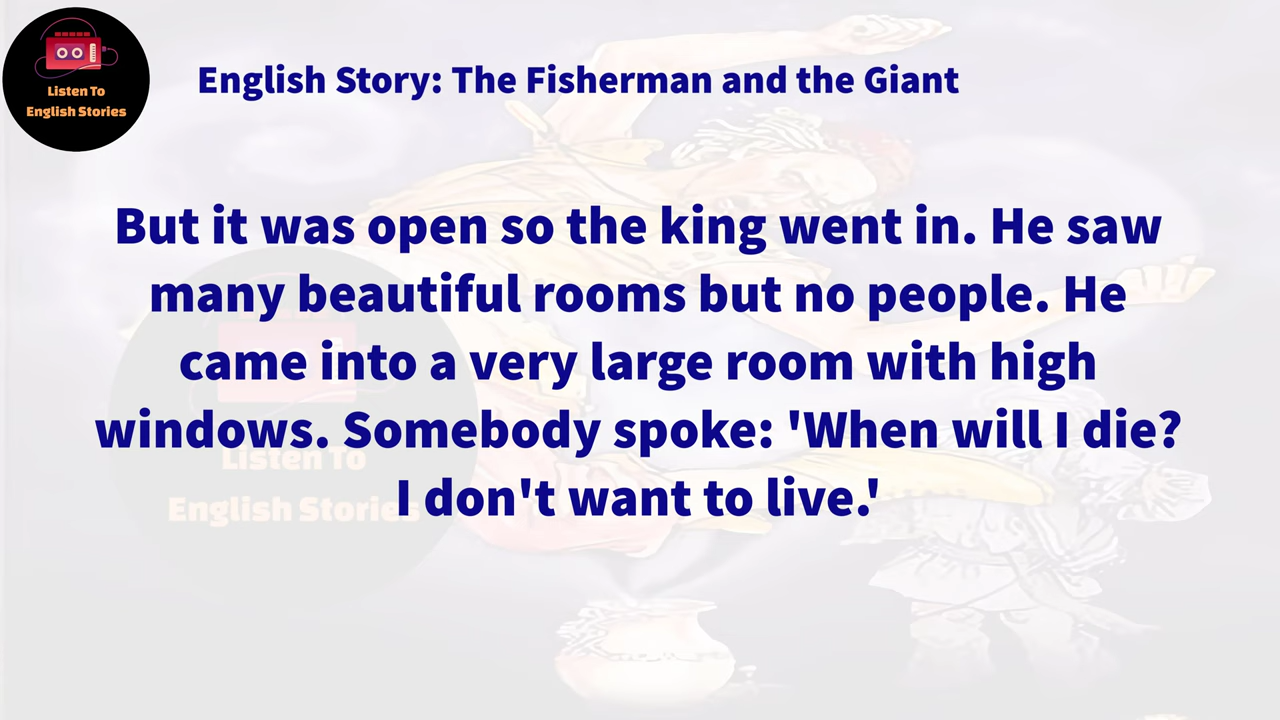 Listen To
English Stories
English Story: The Fisherman and the Giant
But it was open so the king went in. He saw
many beautiful rooms but no people. He
came into a very large room with high
windows. Somebody spoke: 'When will I die?
I don't want to live.'
Listen To
English Stories